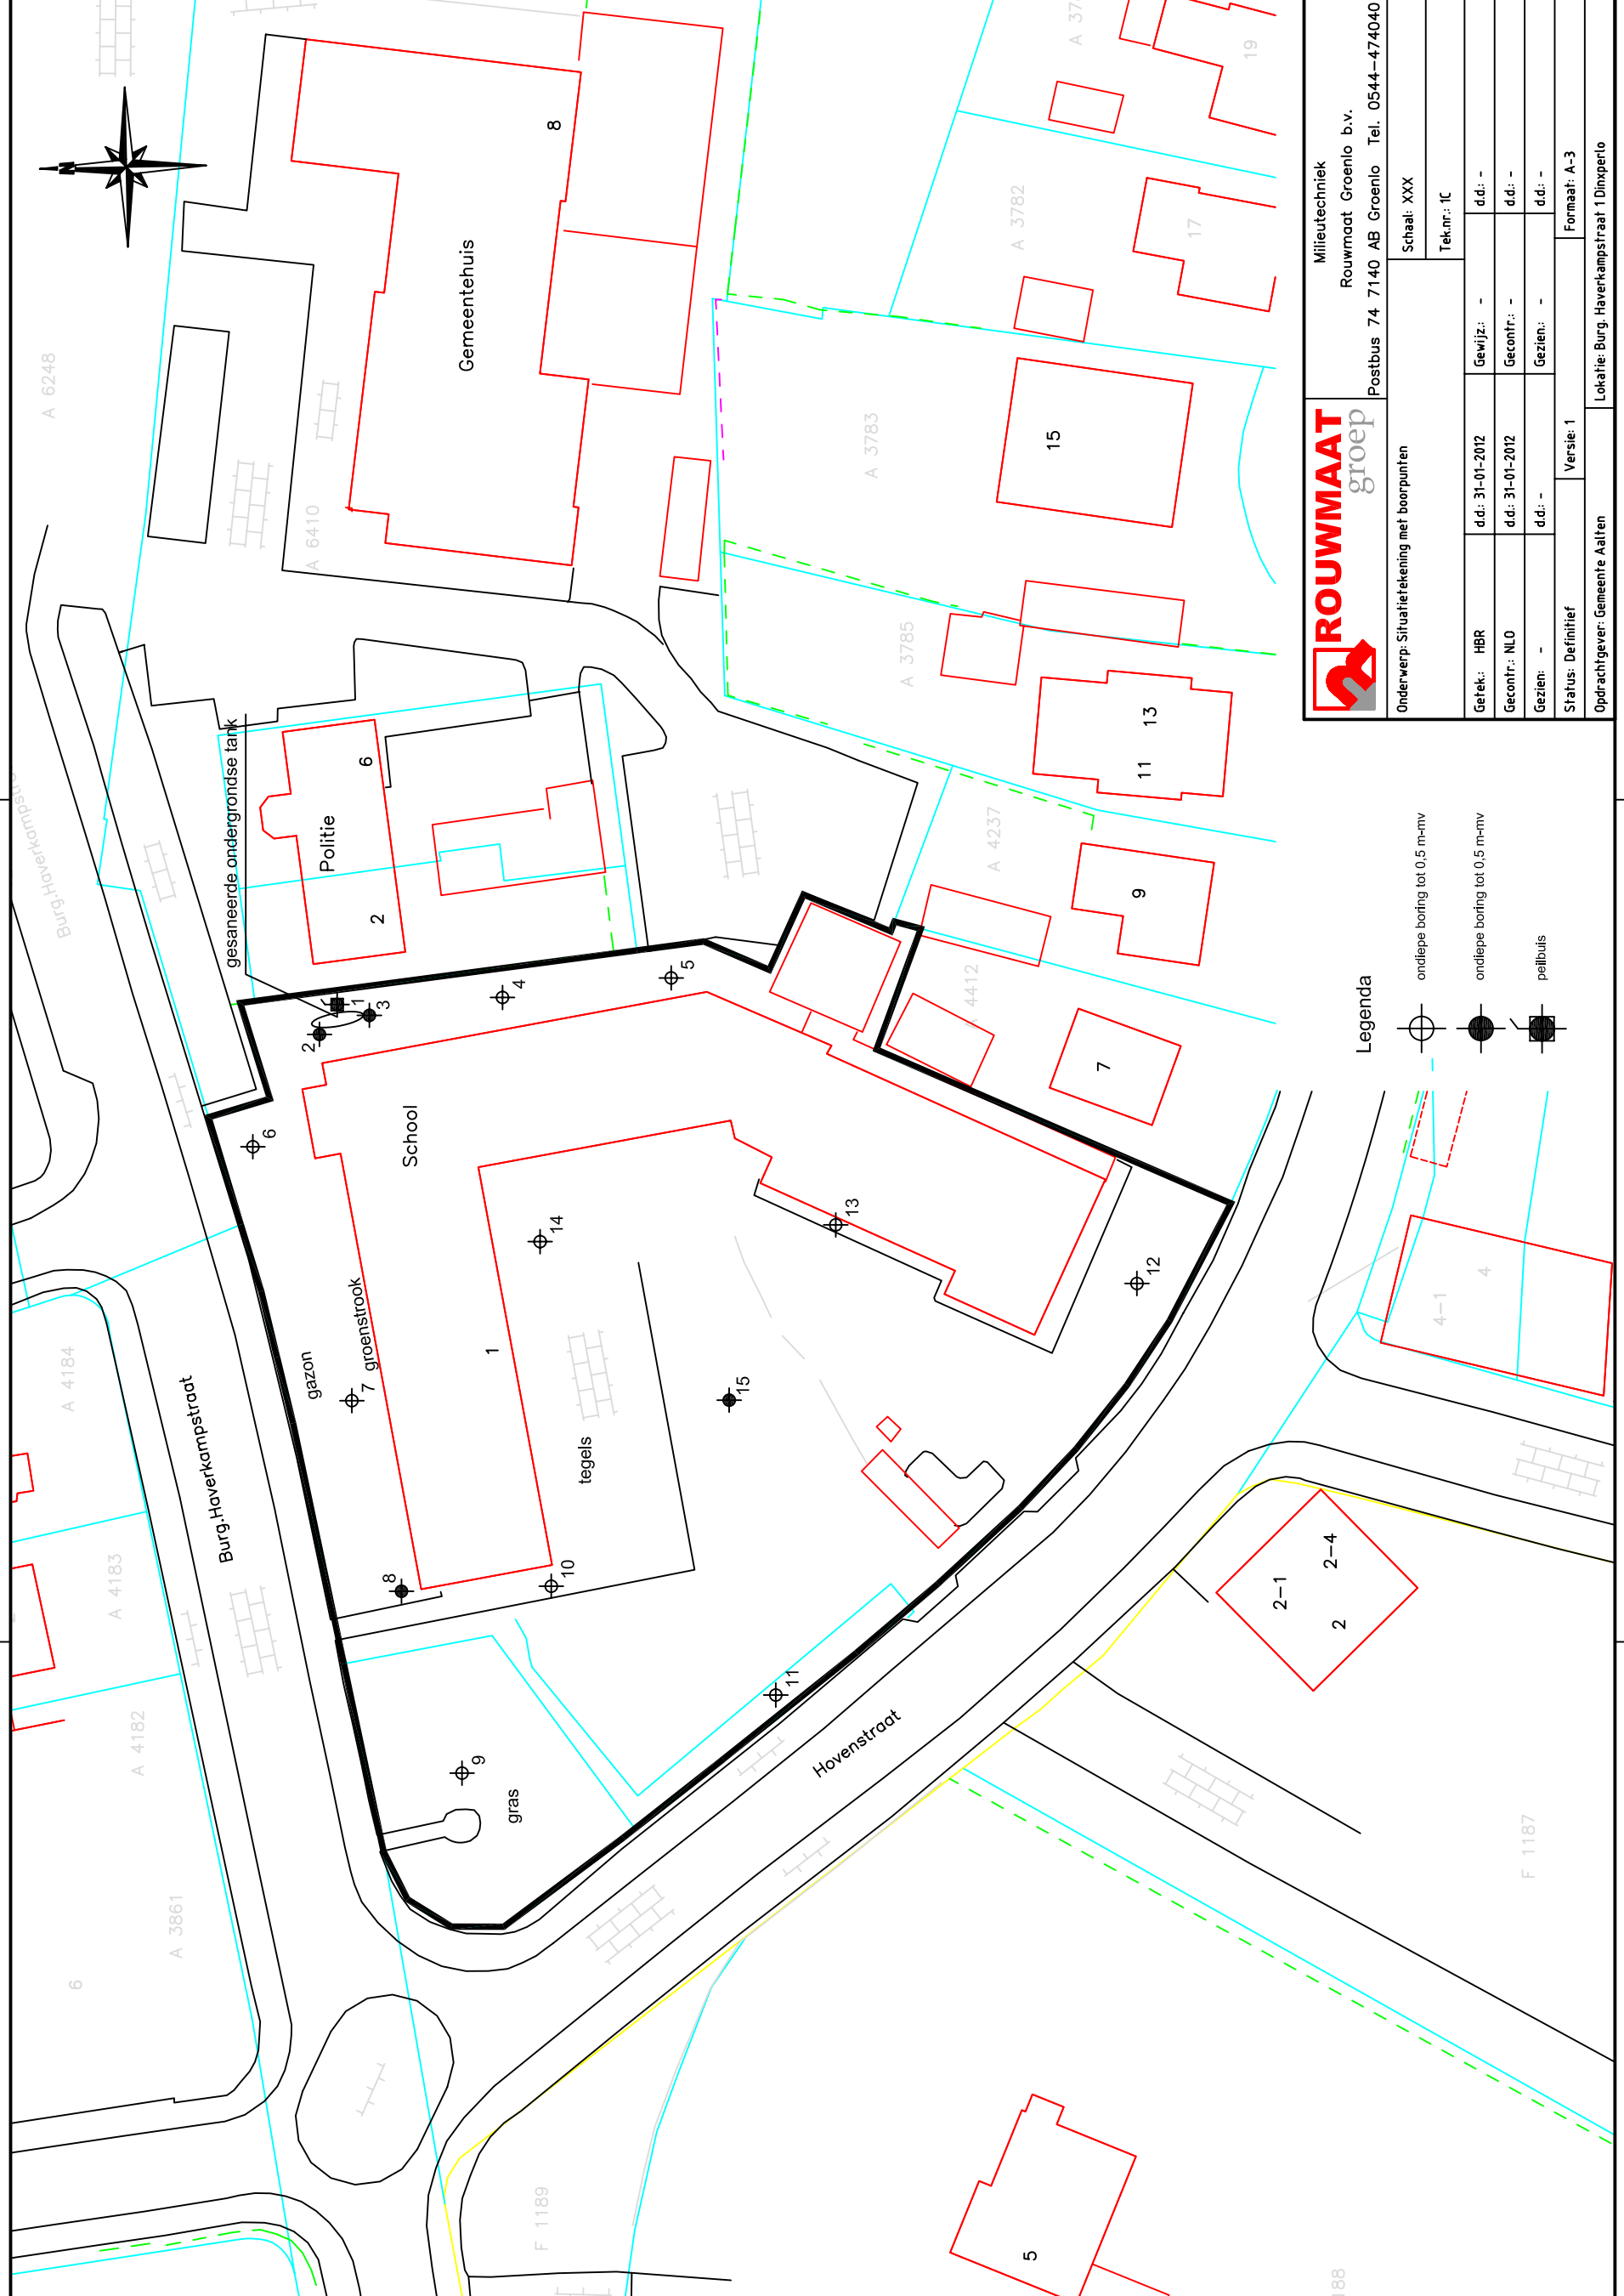 N
A 6248
A 6410
Gemeentehuis
8
Burg.Haverkampstr
gesaneerde ondergrondse tank
Politie
6
2
A 3782
A 3783
A 3785
A 4237
A 4412
17
19
15
13
11
9
7
School
1
2
3
4
5
6
7
8
9
10
11
12
13
14
15
1
gazon
groenstrook
tegels
gras
Burg.Haverkampstraat
Hovenstraat
A 4184
A 4183
A 4182
A 3861
6
F 1189
F 1187
5
2-1
2-4
2
4-1
4
Legenda
ondiepe boring tot 0,5 m-mv
ondiepe boring tot 0,5 m-mv
peilbuis
ROUWMAAT
groep
Milieutechniek
Rouwmaat Groenlo b.v.
Postbus 74 7140 AB Groenlo Tel. 0544-474040
Onderwerp: Situatietekening met boorpunten
Schaal: XXX
Tek.nr.: 1C
Getek.: HBR d.d.: 31-01-2012 Gewijz.: - d.d.: -
Gecontr.: NLO d.d.: 31-01-2012 Gecontr.: - d.d.: -
Gezien: - d.d.: - Gezien.: - d.d.: -
Status: Definitief Versie: 1 Formaat: A-3
Opdrachtgever: Gemeente Aalten Lokatie: Burg. Haverkampstraat 1 Dinxperlo